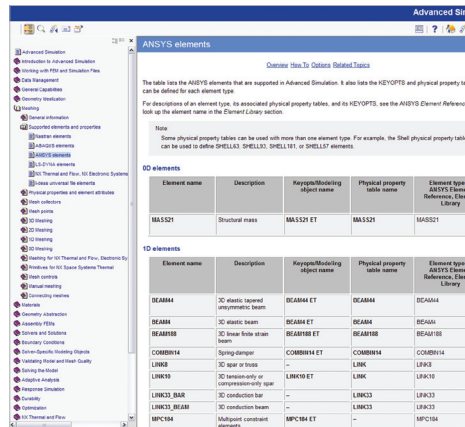 Advanced Sim
ANSYS elements
Overview How To Options Related Topics
The table lists the ANSYS elements that are supported in Advanced Simulation. It also lists the KEYOPTS and physical property ta
can be defined for each element type.
For descriptions of an element type, its associated physical property tables, and its KEYOPTS, see the ANSYS Element Referenc
look up the element name in the Element Library section.
Note
Some physical property tables can be used with more than one element type. For example, the Shell physical property tabl
can be used to define SHELL63, SHELL93, SHELL181, or SHELL57 elements.
0D elements
Element name Description Keyopts/Modeling object name Physical property table name Element type ANSYS Eleme Reference, Elem Library
MASS21 Structural mass MASS21 ET MASS21 MASS21
1D elements
Element name Description Keyopts/Modeling object name Physical property table name Element type ANSYS Eleme Reference, Elem Library
BEAM44 3D elastic tapered unsymmetric beam BEAM44 ET BEAM44 BEAM44
BEAM4 3D elastic beam BEAM4 ET BEAM4 BEAM4
BEAM188 3D linear finite strain beam BEAM188 ET BEAM188 BEAM188
COMBIN14 Spring-damper COMBIN14 ET COMBIN14 COMBIN14
LINK8 3D spar or truss – LINK LINK8
LINK10 3D tension-only or compression-only spar LINK10 ET LINK LINK10
LINK33_BAR 3D conduction bar – LINK33 LINK33
LINK33_BEAM 3D conduction beam – LINK33 LINK33
MPC184 Multipoint constraint elements MPC184 ET – MPC184
Advanced Simulation
Introduction to Advanced Simulation
Working with FEM and Simulation Files
Data Management
General Capabilities
Geometry Idealization
Meshing
General information
Supported elements and properties
Nastran elements
ABAQUS elements
ANSYS elements
LS-DYNA elements
NX Thermal and Flow, NX Electronic Systems
I-deas universal file elements
Physical properties and element attributes
Mesh collectors
Mesh points
3D Meshing
2D Meshing
1D Meshing
0D Meshing
Meshing for NX Thermal and Flow, Electronic Sy
Primitives for NX Space Systems Thermal
Mesh controls
Manual meshing
Connecting meshes
Materials
Geometry Abstraction
Assembly FEMs
Solvers and Solutions
Boundary Conditions
Solver-Specific Modeling Objects
Validating Model and Mesh Quality
Solving the Model
Adaptive Analysis
Response Simulation
Durability
Optimization
NX Thermal and Flow